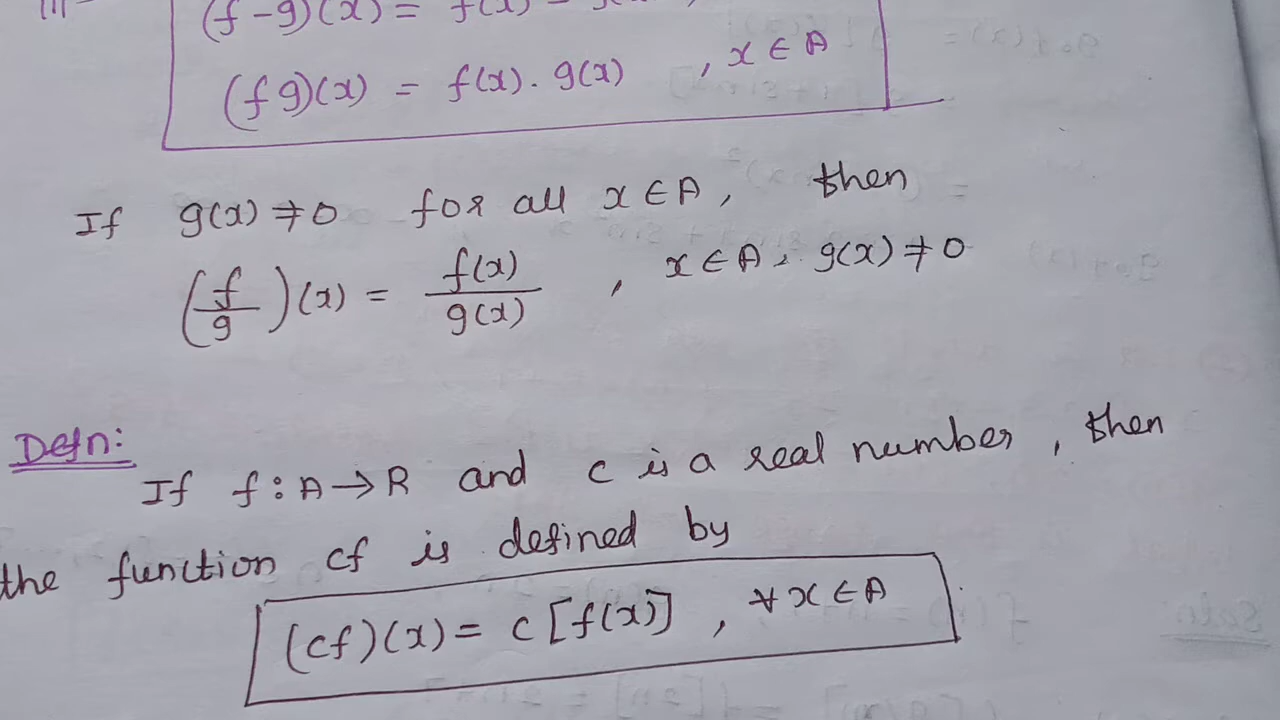 (f-g)(x) = f(x) -
(fg)(x) = f(x). g(x) , x ∈ A
If g(x) ≠ 0 for all x ∈ A, then
(f/g)(x) = f(x)/g(x) , x ∈ A, g(x) ≠ 0
Defn:
If f : A → R and c is a real number, then
the function cf is defined by
(cf)(x) = c[f(x)] , ∀ x ∈ A